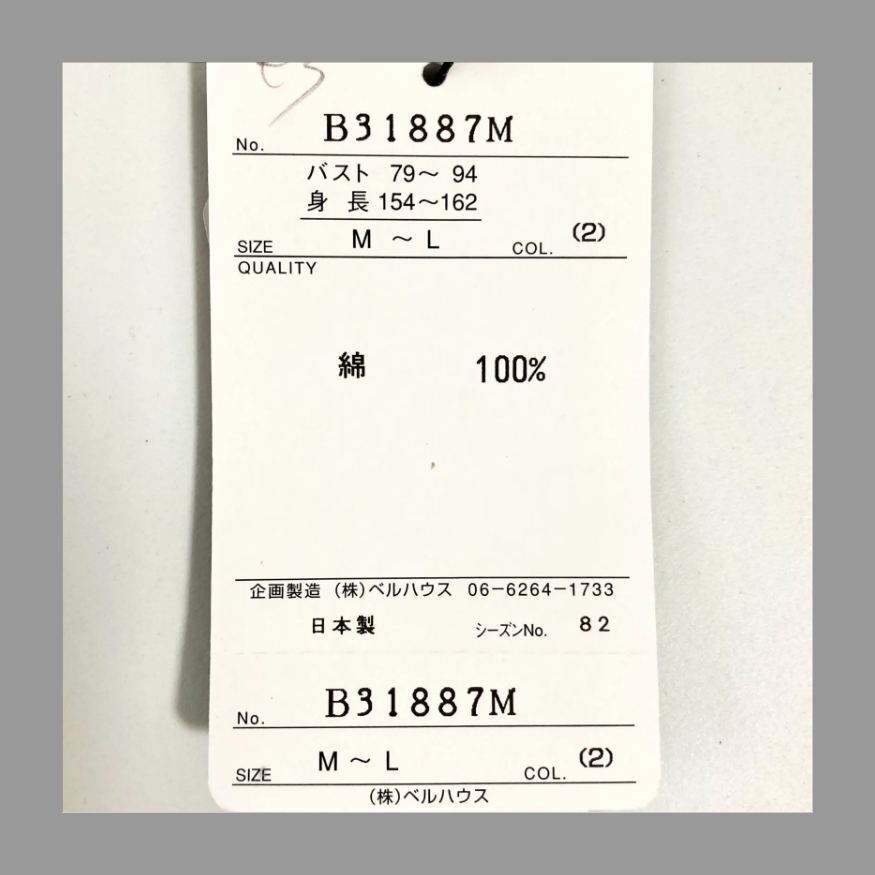 No. B31887M
バスト 79～ 94
身 長 154～162
SIZE M ～ L COL. (2)
QUALITY
綿 100%
企画製造 (株)ベルハウス 06-6264-1733
日本製 シーズンNo. 82
No. B31887M
SIZE M ～ L COL. (2)
(株)ベルハウス